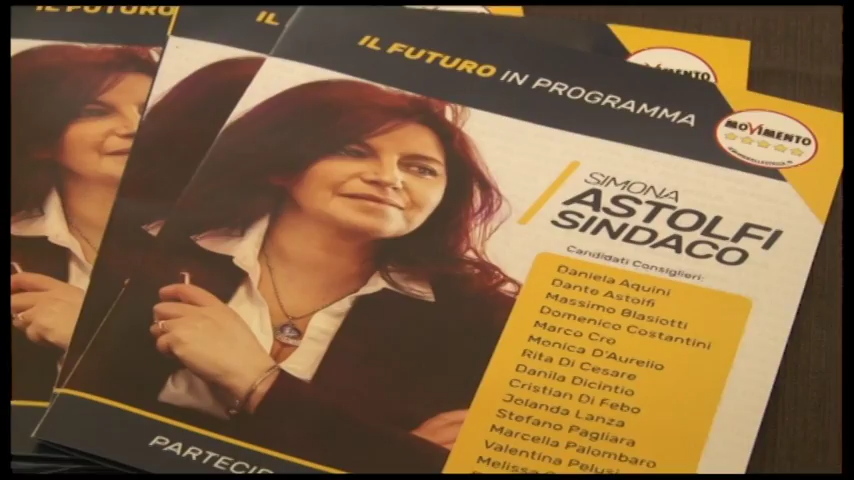 IL FUTURO
IL
IL FUTURO IN PROGRAMMA
MOVIMENTO
SIMONA
ASTOLFI
SINDACO
Candidati Consiglieri:
Daniela Aquini
Dante Astolfi
Massimo Blasiotti
Domenico Costantini
Marco Cro
Monica D'Aurelio
Rita Di Cesare
Danila Dicintio
Cristian Di Febo
Jolanda Lanza
Stefano Pagliara
Marcella Palombaro
Valentina Pelusi
Melissa